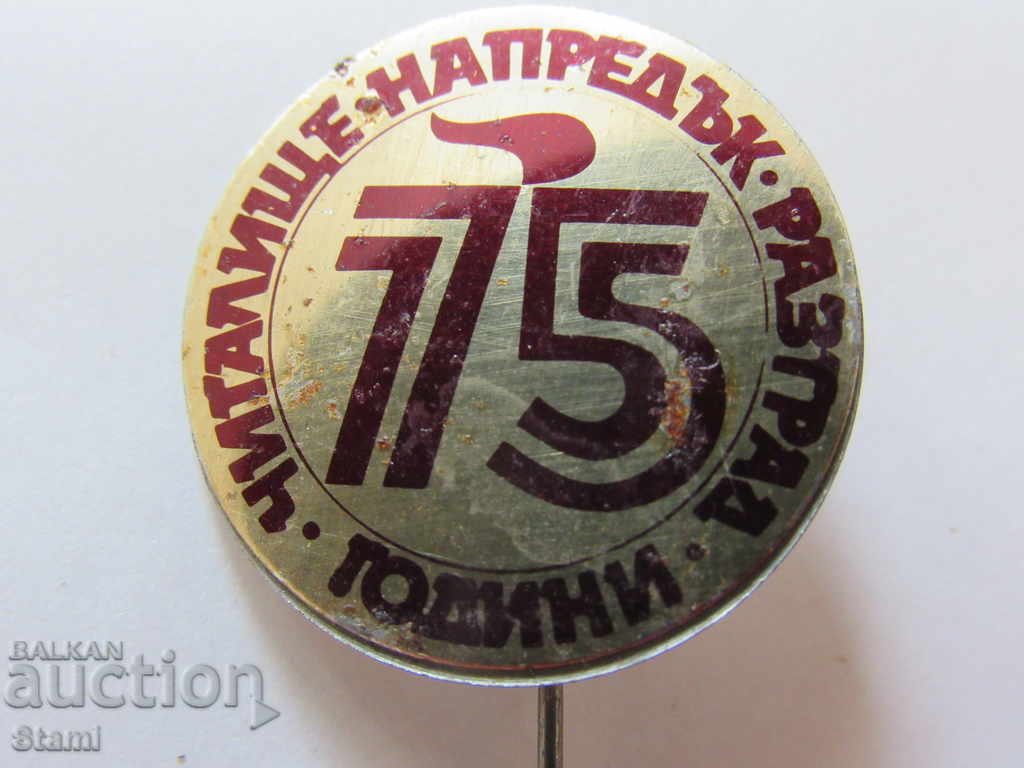 ЧИТАЛИЩЕ · НАПРЕДЪК · РАЗГРАД ·
75
ГОДИНИ ·
BALKAN
auction
Stami